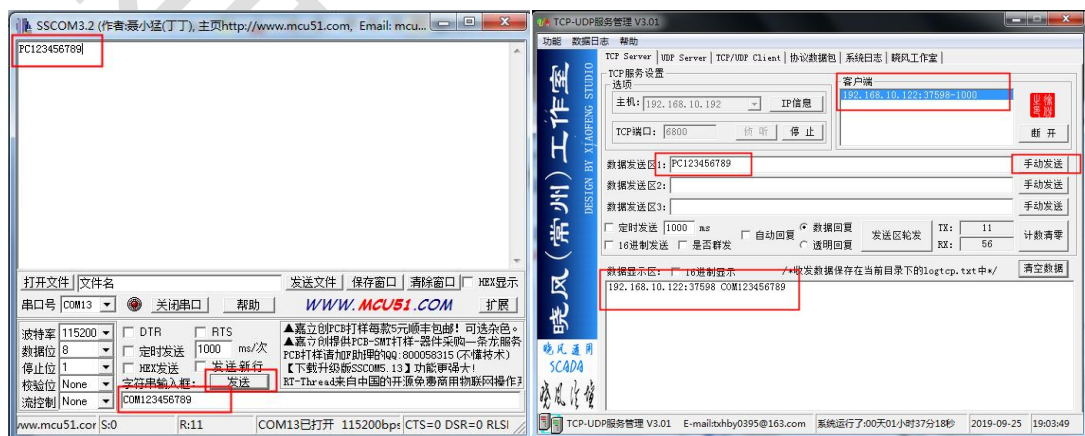 SSCOM3.2 (作者:聂小猛(丁丁), 主页http://www.mcu51.com, Email: mcu...
PC123456789
打开文件 文件名 发送文件 保存窗口 清除窗口 HEX显示
串口号 COM13 关闭串口 帮助 WWW.MCU51.COM 扩展
波特率 115200 DTR RTS
数据位 8 定时发送 1000 ms/次
停止位 1 HEX发送 发送新行
校验位 None 字符串输入框: 发送
流控制 None COM123456789
▲嘉立创PCB打样每款5元顺丰包邮！可选杂色。
▲嘉立创提供PCB-SMT打样-器件采购一条龙服务
PCB打样请加F助理的qq:800058315(不懂技术)
【下载升级版SSCOM5.13】功能更强大!
RT-Thread来自中国的开源免费商用物联网操作系
www.mcu51.cor S:0 R:11 COM13已打开 115200bps CTS=0 DSR=0 RLSI
TCP-UDP服务管理 V3.01
功能 数据日志 帮助
TCP Server UDP Server TCP/UDP Client 协议数据包 系统日志 晓风工作室
TCP服务设置
选项
主机: 192.168.10.192 IP信息
TCP端口: 6800 侦 听 停 止
客户端
192.168.10.122:37598-1000
断 开
数据发送区1: PC123456789 手动发送
数据发送区2: 手动发送
数据发送区3: 手动发送
定时发送 1000 ms 自动回复 数据回复 发送区轮发 TX: 11 计数清零
16进制发送 是否群发 透明回复 RX: 56
数据显示区: 16进制显示 /*收发数据保存在当前目录下的logtcp.txt中*/ 清空数据
192.168.10.122:37598 COM123456789
晓风(常州)工作室
DESIGN BY XIAOFENG STUDIO
晓风通用
SCADA
TCP-UDP服务管理 V3.01 E-mail:txhby0395@163.com 系统运行了:00天01小时37分18秒 2019-09-25 19:03:49